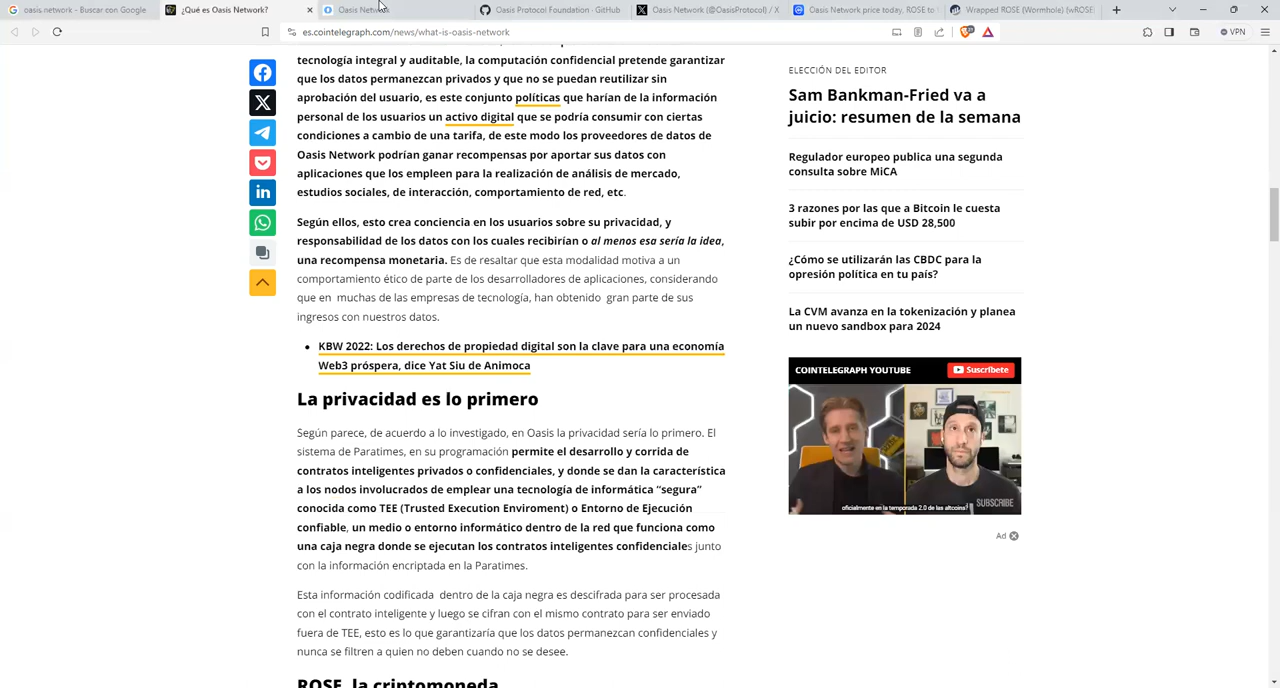 oasis.network - Buscar con Google
¿Qué es Oasis Network?
Oasis Network
Oasis Protocol Foundation · GitHub
Oasis Network (@OasisProtocol) / X
Oasis Network price today, ROSE to
Wrapped ROSE (Wormhole) (wROSE
es.cointelegraph.com/news/what-is-oasis-network
VPN
tecnología integral y auditable, la computación confidencial pretende garantizar
que los datos permanezcan privados y que no se puedan reutilizar sin
aprobación del usuario, es este conjunto políticas que harían de la información
personal de los usuarios un activo digital que se podría consumir con ciertas
condiciones a cambio de una tarifa, de este modo los proveedores de datos de
Oasis Network podrían ganar recompensas por aportar sus datos con
aplicaciones que los empleen para la realización de análisis de mercado,
estudios sociales, de interacción, comportamiento de red, etc.
Según ellos, esto crea conciencia en los usuarios sobre su privacidad, y
responsabilidad de los datos con los cuales recibirían o al menos esa sería la idea,
una recompensa monetaria. Es de resaltar que esta modalidad motiva a un
comportamiento ético de parte de los desarrolladores de aplicaciones, considerando
que en muchas de las empresas de tecnología, han obtenido gran parte de sus
ingresos con nuestros datos.
• KBW 2022: Los derechos de propiedad digital son la clave para una economía
Web3 próspera, dice Yat Siu de Animoca
La privacidad es lo primero
Según parece, de acuerdo a lo investigado, en Oasis la privacidad sería lo primero. El
sistema de Paratimes, en su programación permite el desarrollo y corrida de
contratos inteligentes privados o confidenciales, y donde se dan la característica
a los nodos involucrados de emplear una tecnología de informática “segura”
conocida como TEE (Trusted Execution Enviroment) o Entorno de Ejecución
confiable, un medio o entorno informático dentro de la red que funciona como
una caja negra donde se ejecutan los contratos inteligentes confidenciales junto
con la información encriptada en la Paratimes.
Esta información codificada dentro de la caja negra es descifrada para ser procesada
con el contrato inteligente y luego se cifran con el mismo contrato para ser enviado
fuera de TEE, esto es lo que garantizaría que los datos permanezcan confidenciales y
nunca se filtren a quien no deben cuando no se desee.
ROSE, la criptomoneda
ELECCIÓN DEL EDITOR
Sam Bankman-Fried va a
juicio: resumen de la semana
Regulador europeo publica una segunda
consulta sobre MiCA
3 razones por las que a Bitcoin le cuesta
subir por encima de USD 28,500
¿Cómo se utilizarán las CBDC para la
opresión política en tu país?
La CVM avanza en la tokenización y planea
un nuevo sandbox para 2024
COINTELEGRAPH YOUTUBE
Suscríbete
SUBSCRIBE
oficialmente en la temporada 2.0 de las altcoins?
Ad